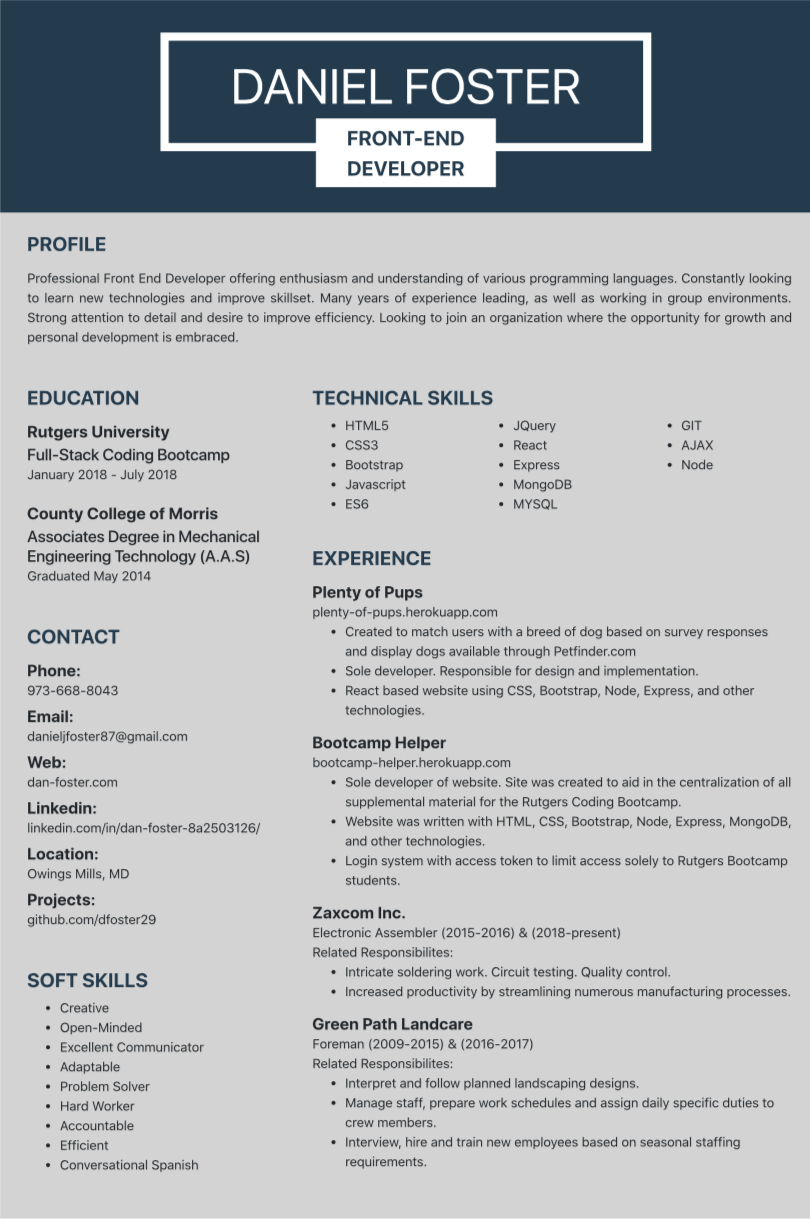 DANIEL FOSTER
FRONT-END
DEVELOPER
PROFILE
Professional Front End Developer offering enthusiasm and understanding of various programming languages. Constantly looking
to learn new technologies and improve skillset. Many years of experience leading, as well as working in group environments.
Strong attention to detail and desire to improve efficiency. Looking to join an organization where the opportunity for growth and
personal development is embraced.
EDUCATION
Rutgers University
Full-Stack Coding Bootcamp
January 2018 - July 2018
County College of Morris
Associates Degree in Mechanical
Engineering Technology (A.A.S)
Graduated May 2014
CONTACT
Phone:
973-668-8043
Email:
danieljfoster87@gmail.com
Web:
dan-foster.com
Linkedin:
linkedin.com/in/dan-foster-8a2503126/
Location:
Owings Mills, MD
Projects:
github.com/dfoster29
SOFT SKILLS
• Creative
• Open-Minded
• Excellent Communicator
• Adaptable
• Problem Solver
• Hard Worker
• Accountable
• Efficient
• Conversational Spanish
TECHNICAL SKILLS
• HTML5
• CSS3
• Bootstrap
• Javascript
• ES6
• JQuery
• React
• Express
• MongoDB
• MYSQL
• GIT
• AJAX
• Node
EXPERIENCE
Plenty of Pups
plenty-of-pups.herokuapp.com
• Created to match users with a breed of dog based on survey responses
and display dogs available through Petfinder.com
• Sole developer. Responsible for design and implementation.
• React based website using CSS, Bootstrap, Node, Express, and other
technologies.
Bootcamp Helper
bootcamp-helper.herokuapp.com
• Sole developer of website. Site was created to aid in the centralization of all
supplemental material for the Rutgers Coding Bootcamp.
• Website was written with HTML, CSS, Bootstrap, Node, Express, MongoDB,
and other technologies.
• Login system with access token to limit access solely to Rutgers Bootcamp
students.
Zaxcom Inc.
Electronic Assembler (2015-2016) & (2018-present)
Related Responsibilites:
• Intricate soldering work. Circuit testing. Quality control.
• Increased productivity by streamlining numerous manufacturing processes.
Green Path Landcare
Foreman (2009-2015) & (2016-2017)
Related Responsibilites:
• Interpret and follow planned landscaping designs.
• Manage staff, prepare work schedules and assign daily specific duties to
crew members.
• Interview, hire and train new employees based on seasonal staffing
requirements.